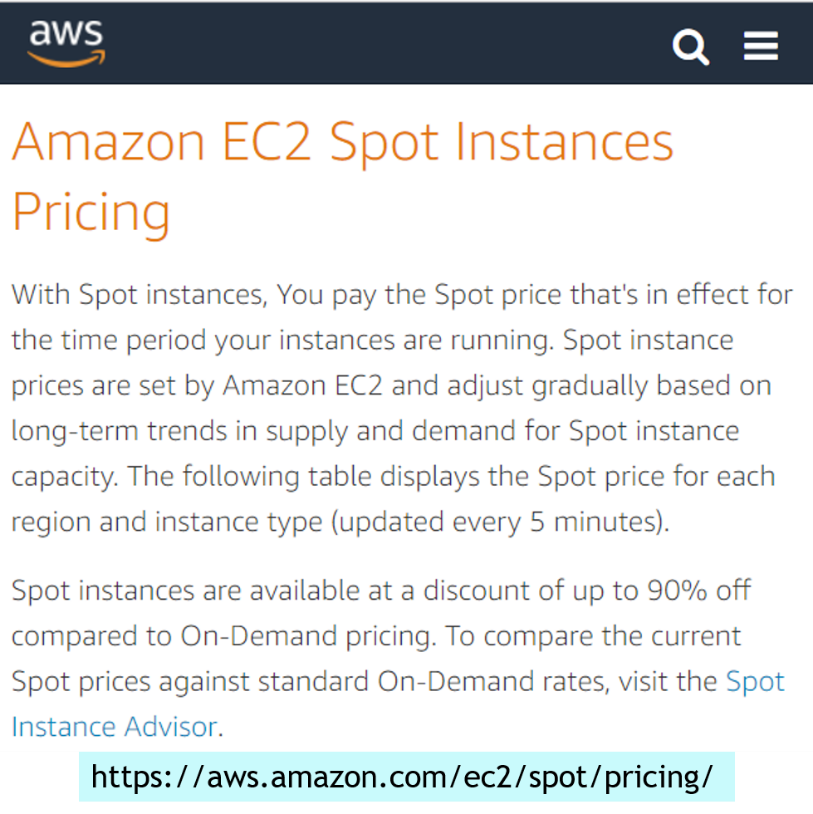 aws
Amazon EC2 Spot Instances
Pricing
With Spot instances, You pay the Spot price that's in effect for
the time period your instances are running. Spot instance
prices are set by Amazon EC2 and adjust gradually based on
long-term trends in supply and demand for Spot instance
capacity. The following table displays the Spot price for each
region and instance type (updated every 5 minutes).
Spot instances are available at a discount of up to 90% off
compared to On-Demand pricing. To compare the current
Spot prices against standard On-Demand rates, visit the Spot
Instance Advisor.
https://aws.amazon.com/ec2/spot/pricing/